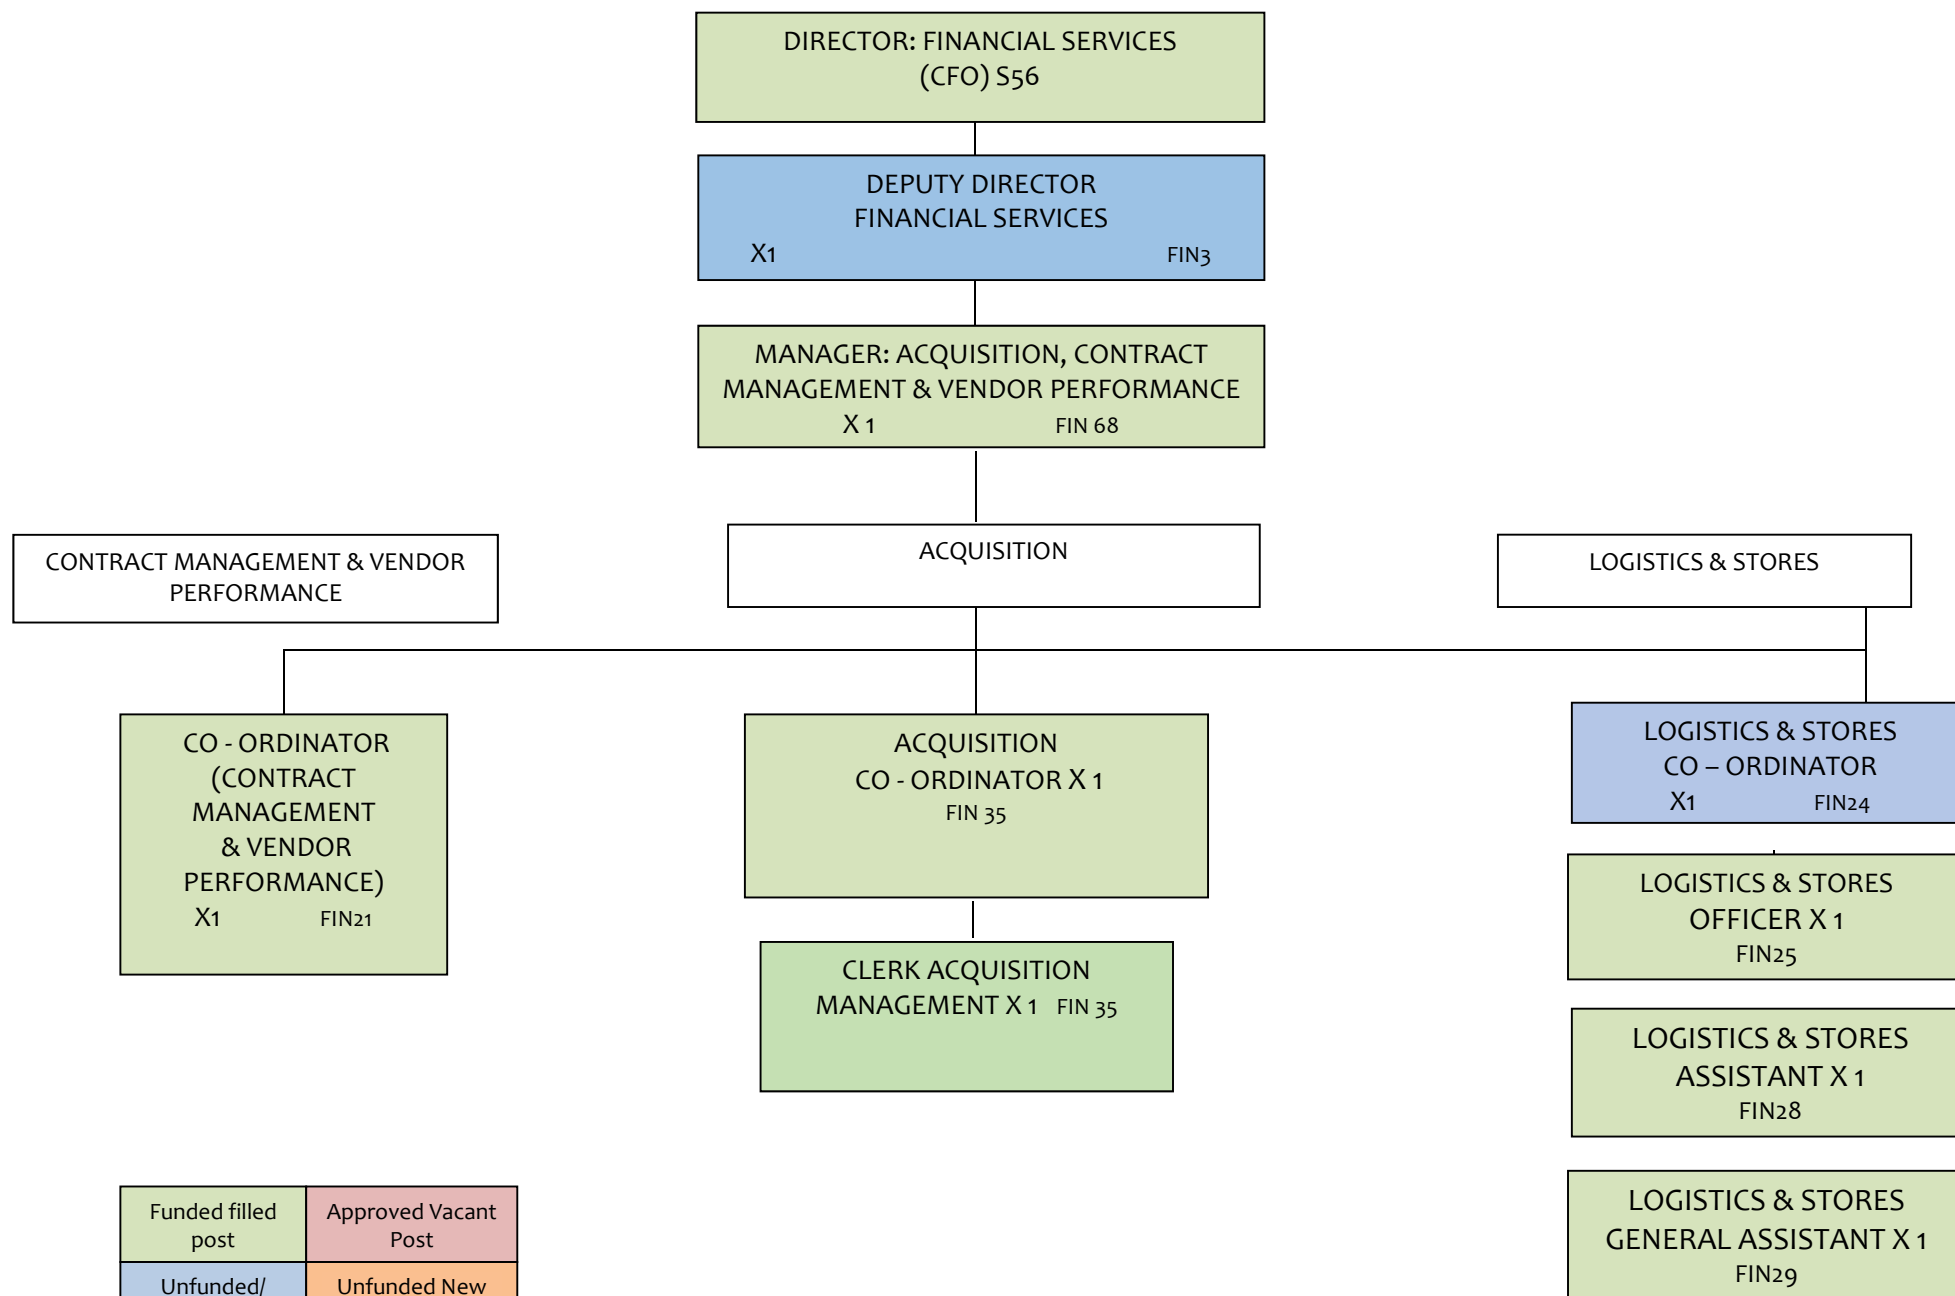 DIRECTOR: FINANCIAL SERVICES
(CFO) S56
DEPUTY DIRECTOR
FINANCIAL SERVICES
X1 FIN3
MANAGER: ACQUISITION, CONTRACT
MANAGEMENT & VENDOR PERFORMANCE
X 1 FIN 68
CONTRACT MANAGEMENT & VENDOR
PERFORMANCE
ACQUISITION
LOGISTICS & STORES
CO - ORDINATOR
(CONTRACT
MANAGEMENT
& VENDOR
PERFORMANCE)
X1 FIN21
ACQUISITION
CO - ORDINATOR X 1
FIN 35
CLERK ACQUISITION
MANAGEMENT X 1 FIN 35
LOGISTICS & STORES
CO – ORDINATOR
X1 FIN24
LOGISTICS & STORES
OFFICER X 1
FIN25
LOGISTICS & STORES
ASSISTANT X 1
FIN28
LOGISTICS & STORES
GENERAL ASSISTANT X 1
FIN29
Funded filled
post
Approved Vacant
Post
Unfunded/
Unfunded New